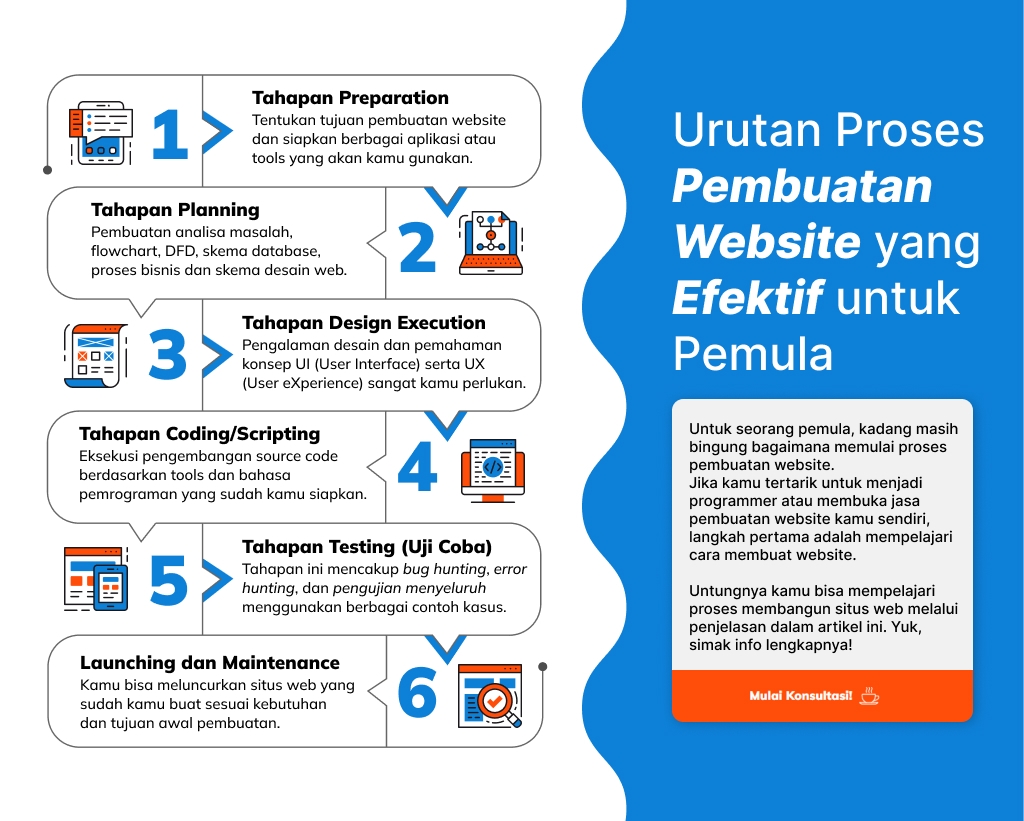 1
Tahapan Preparation
Tentukan tujuan pembuatan website
dan siapkan berbagai aplikasi atau
tools yang akan kamu gunakan.
Tahapan Planning
Pembuatan analisa masalah,
flowchart, DFD, skema database,
proses bisnis dan skema desain web.
2
3
Tahapan Design Execution
Pengalaman desain dan pemahaman
konsep UI (User Interface) serta UX
(User eXperience) sangat kamu perlukan.
Tahapan Coding/Scripting
Eksekusi pengembangan source code
berdasarkan tools dan bahasa
pemrograman yang sudah kamu siapkan.
4
</>
5
Tahapan Testing (Uji Coba)
Tahapan ini mencakup bug hunting, error
hunting, dan pengujian menyeluruh
menggunakan berbagai contoh kasus.
Launching dan Maintenance
Kamu bisa meluncurkan situs web yang
sudah kamu buat sesuai kebutuhan
dan tujuan awal pembuatan.
6
Urutan Proses
Pembuatan
Website yang
Efektif untuk
Pemula
Untuk seorang pemula, kadang masih
bingung bagaimana memulai proses
pembuatan website.
Jika kamu tertarik untuk menjadi
programmer atau membuka jasa
pembuatan website kamu sendiri,
langkah pertama adalah mempelajari
cara membuat website.
Untungnya kamu bisa mempelajari
proses membangun situs web melalui
penjelasan dalam artikel ini. Yuk,
simak info lengkapnya!
Mulai Konsultasi!